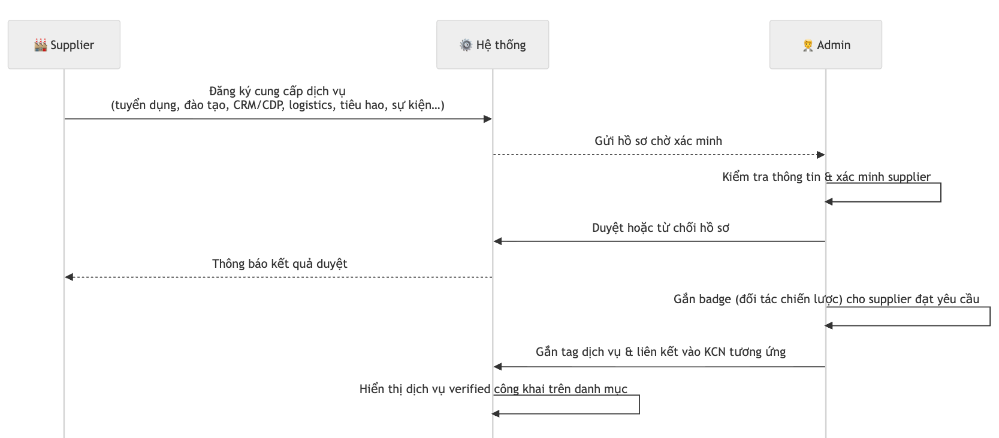 🏭 Supplier
⚙️ Hệ thống
🧑‍💼 Admin
Đăng ký cung cấp dịch vụ
(tuyển dụng, đào tạo, CRM/CDP, logistics, tiêu hao, sự kiện…)
Gửi hồ sơ chờ xác minh
Kiểm tra thông tin & xác minh supplier
Duyệt hoặc từ chối hồ sơ
Thông báo kết quả duyệt
Gắn badge (đối tác chiến lược) cho supplier đạt yêu cầu
Gắn tag dịch vụ & liên kết vào KCN tương ứng
Hiển thị dịch vụ verified công khai trên danh mục